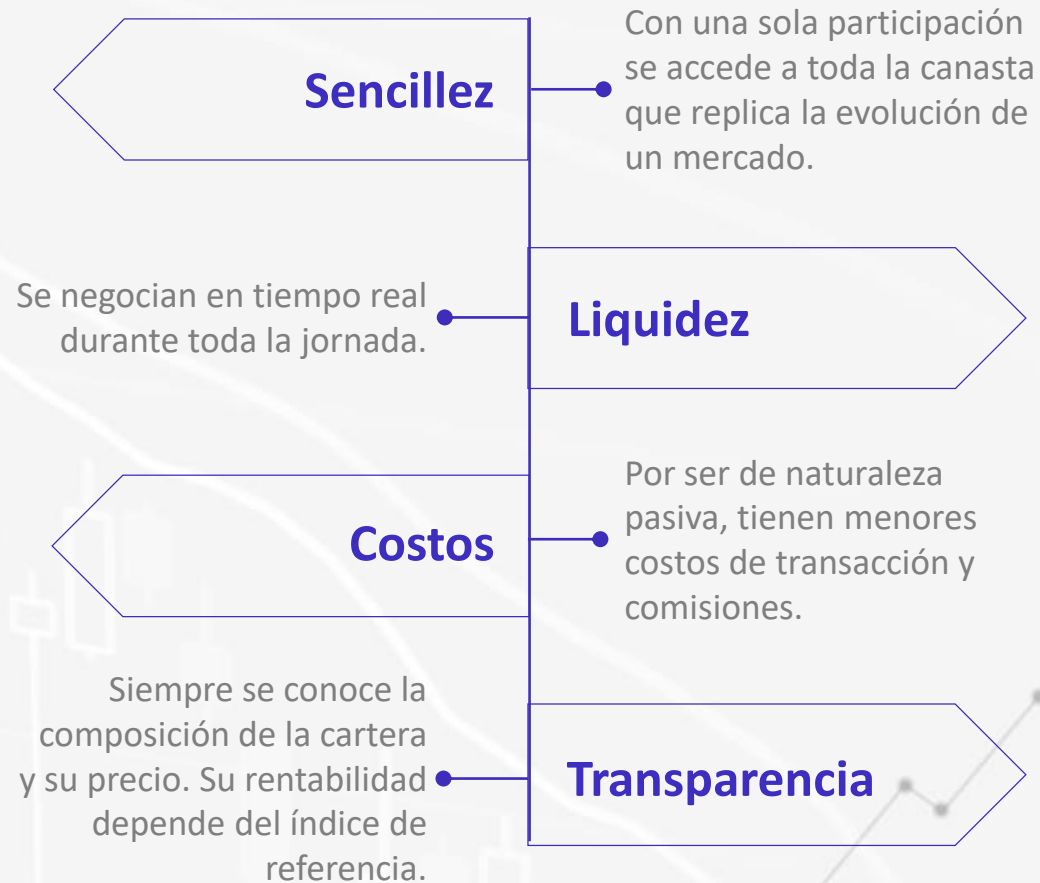 Sencillez
Con una sola participación
se accede a toda la canasta
que replica la evolución de
un mercado.
Se negocian en tiempo real
durante toda la jornada.
Liquidez
Costos
Por ser de naturaleza
pasiva, tienen menores
costos de transacción y
comisiones.
Siempre se conoce la
composición de la cartera
y su precio. Su rentabilidad
depende del índice de
referencia.
Transparencia